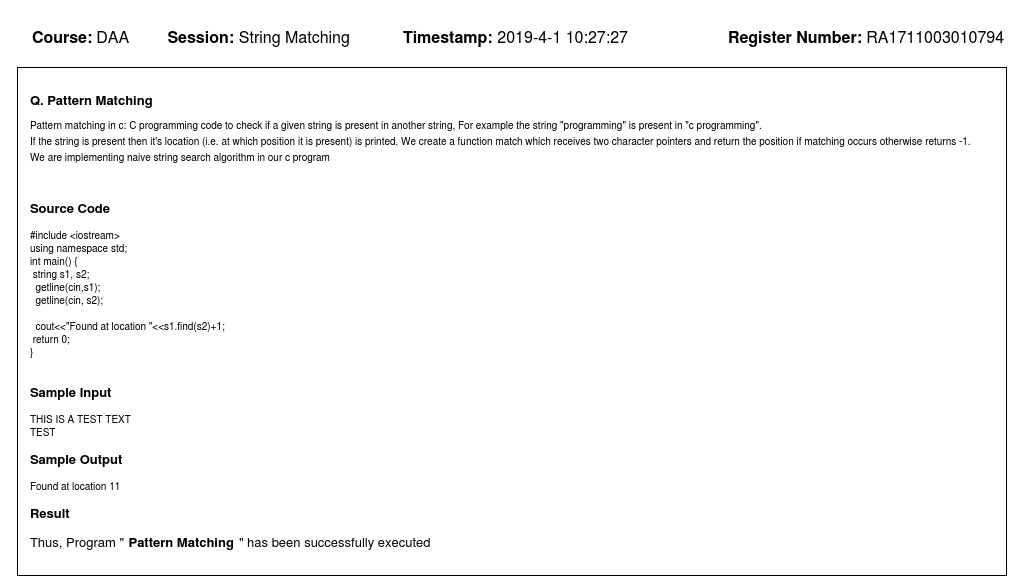 Course: DAA Session: String Matching Timestamp: 2019-4-1 10:27:27 Register Number: RA1711003010794
Q. Pattern Matching
Pattern matching in c: C programming code to check if a given string is present in another string, For example the string "programming" is present in "c programming".
If the string is present then it's location (i.e. at which position it is present) is printed. We create a function match which receives two character pointers and return the position if matching occurs otherwise returns -1.
We are implementing naive string search algorithm in our c program
Source Code
#include <iostream>
using namespace std;
int main() {
 string s1, s2;
  getline(cin,s1);
  getline(cin, s2);
  cout<<"Found at location "<<s1.find(s2)+1;
 return 0;
}
Sample Input
THIS IS A TEST TEXT
TEST
Sample Output
Found at location 11
Result
Thus, Program " Pattern Matching " has been successfully executed